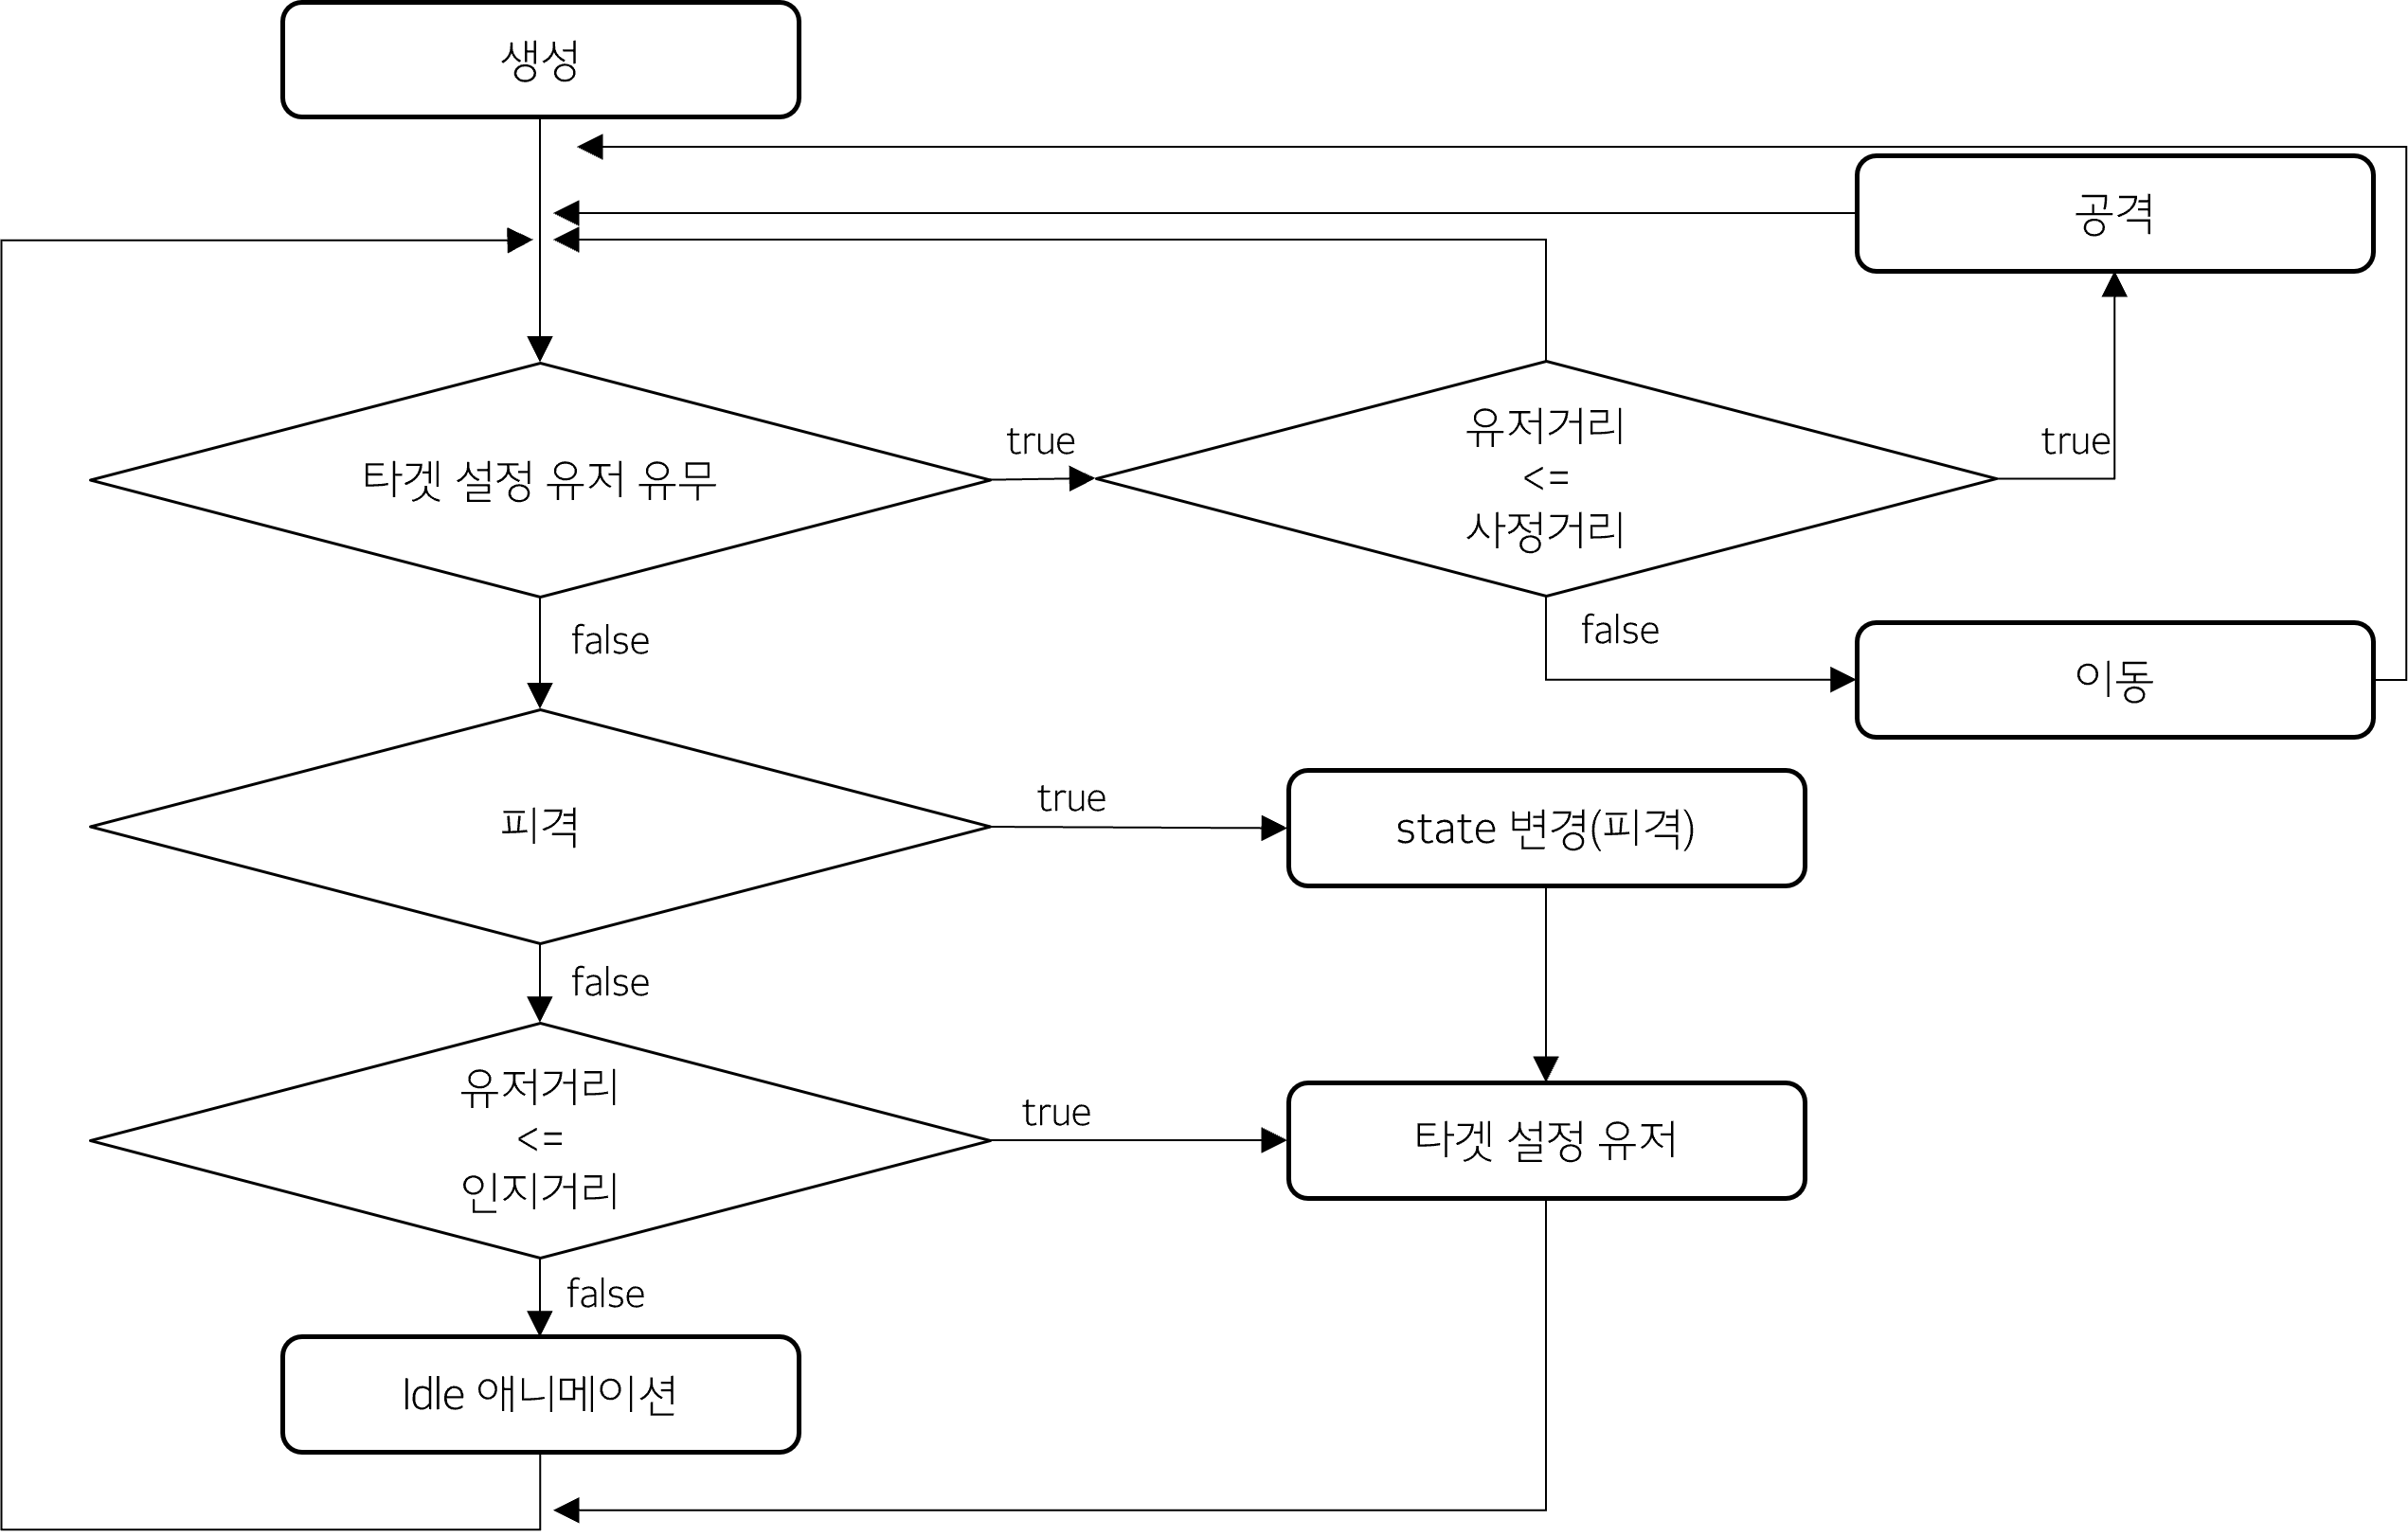 생성
공격
타겟 설정 유저 유무
true
유저거리
<=
사정거리
true
false
false
이동
피격
true
state 변경(피격)
false
유저거리
<=
인지거리
true
타겟 설정 유저
false
Idle 애니메이션